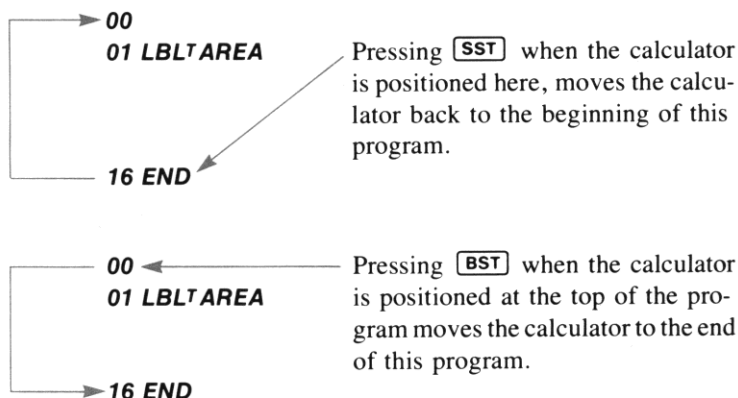 00
01 LBLᵀAREA
Pressing SST when the calculator
is positioned here, moves the calcu-
lator back to the beginning of this
program.
16 END
00
01 LBLᵀAREA
Pressing BST when the calculator
is positioned at the top of the pro-
gram moves the calculator to the end
of this program.
16 END